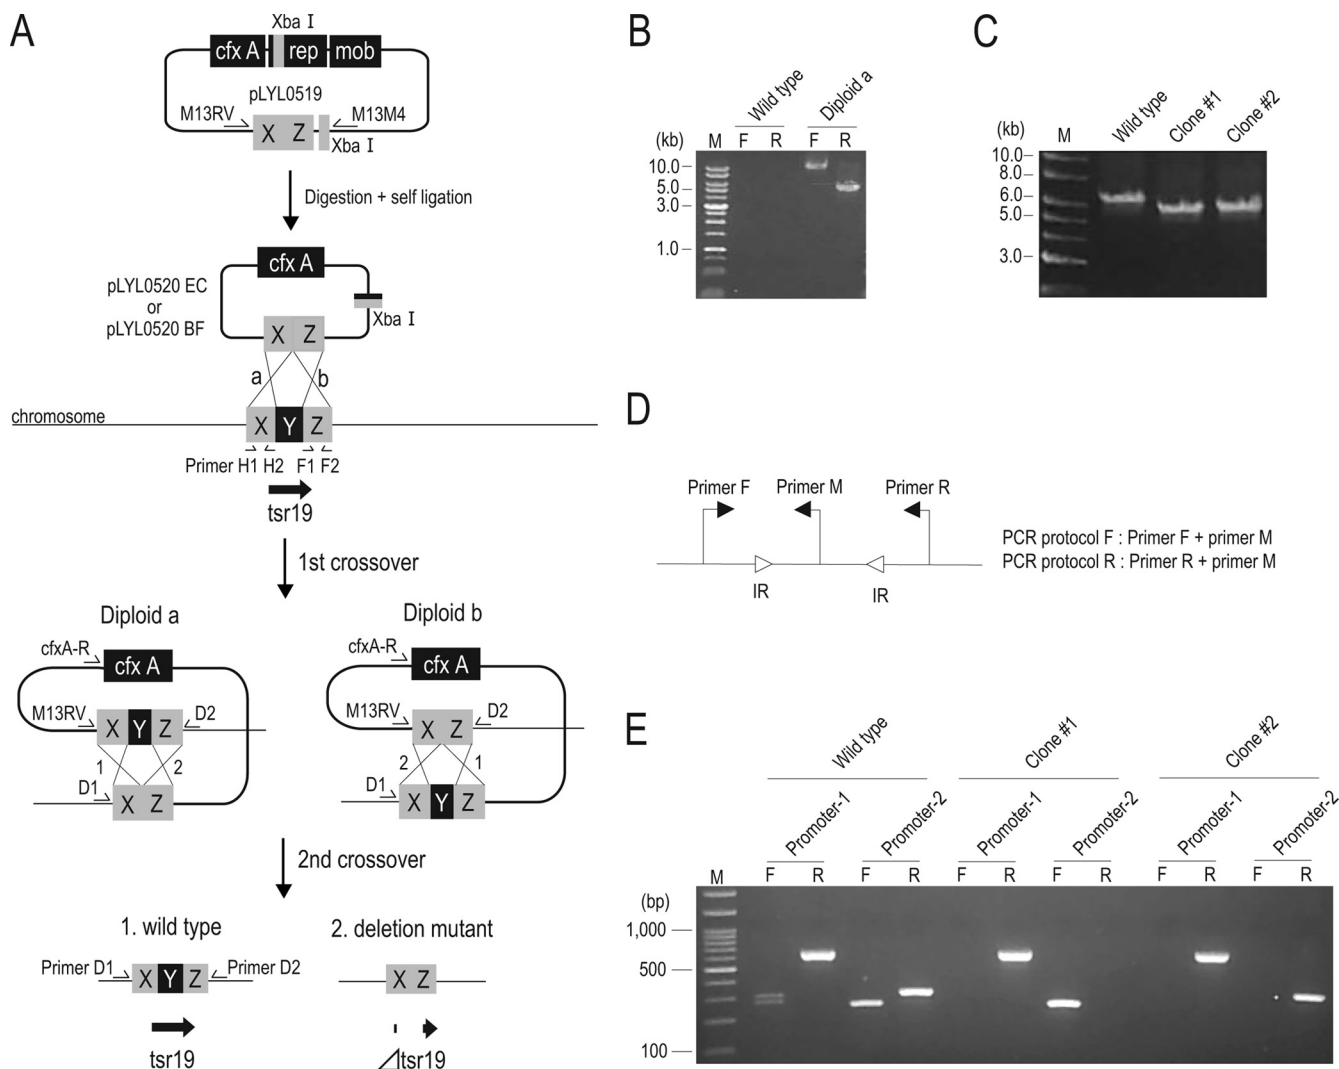 A
Xba I
cfx A
rep
mob
pLYL0519
M13RV
M13M4
X Z
Xba I
Digestion + self ligation
cfx A
pLYL0520 EC
or
pLYL0520 BF
Xba I
X Z
a
b
chromosome
X Y Z
Primer H1 H2 F1 F2
tsr19
1st crossover
Diploid a
cfxA-R
cfx A
M13RV
X Y Z
D2
1
2
D1
X Z
Diploid b
cfxA-R
cfx A
M13RV
X Z
D2
2
1
D1
X Y Z
2nd crossover
1. wild type
Primer D1
X Y Z
Primer D2
tsr19
2. deletion mutant
X Z
△tsr19
B
Wild type
Diploid a
(kb)
M F R F R
10.0
5.0
3.0
1.0
C
(kb)
M
Wild type
Clone #1
Clone #2
10.0
8.0
6.0
5.0
3.0
D
Primer F
Primer M
Primer R
IR
IR
PCR protocol F : Primer F + primer M
PCR protocol R : Primer R + primer M
E
Wild type
Clone #1
Clone #2
Promoter-1
Promoter-2
Promoter-1
Promoter-2
Promoter-1
Promoter-2
M F R F R F R F R F R F R
(bp)
1,000
500
100